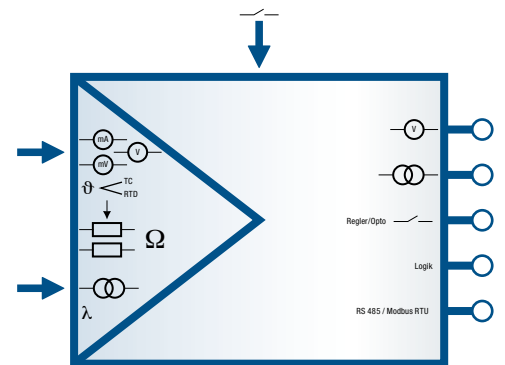 mA
V
mV
V
ϑ
TC
RTD
Regler/Opto
Ω
Logik
λ
RS 485 / Modbus RTU